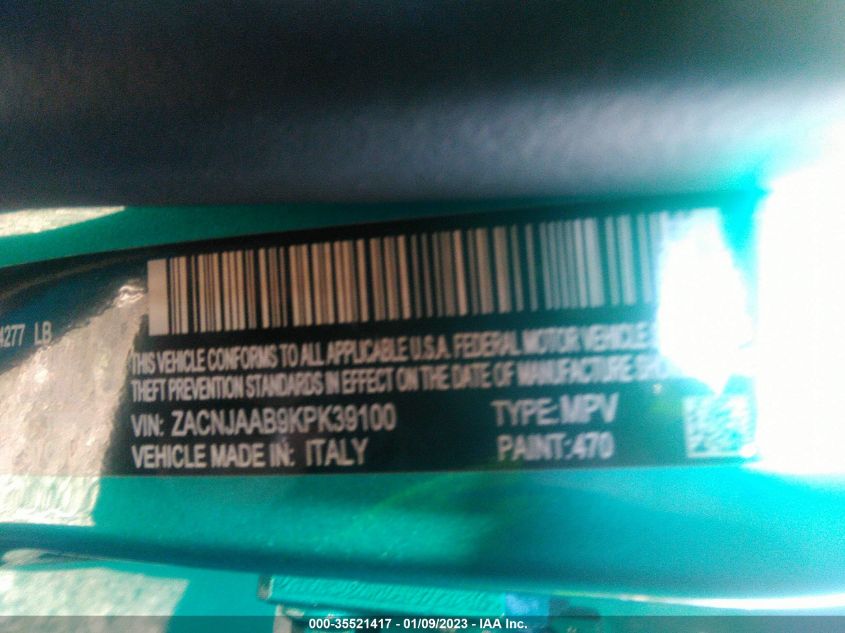 4277 LB
THIS VEHICLE CONFORMS TO ALL APPLICABLE U.S.A. FEDERAL MOTOR VEHICLE
THEFT PREVENTION STANDARDS IN EFFECT ON THE DATE OF MANUFACTURE
VIN: ZACNJAAB9KPK39100 TYPE:MPV
VEHICLE MADE IN: ITALY PAINT:470
000-35521417 - 01/09/2023 - IAA Inc.